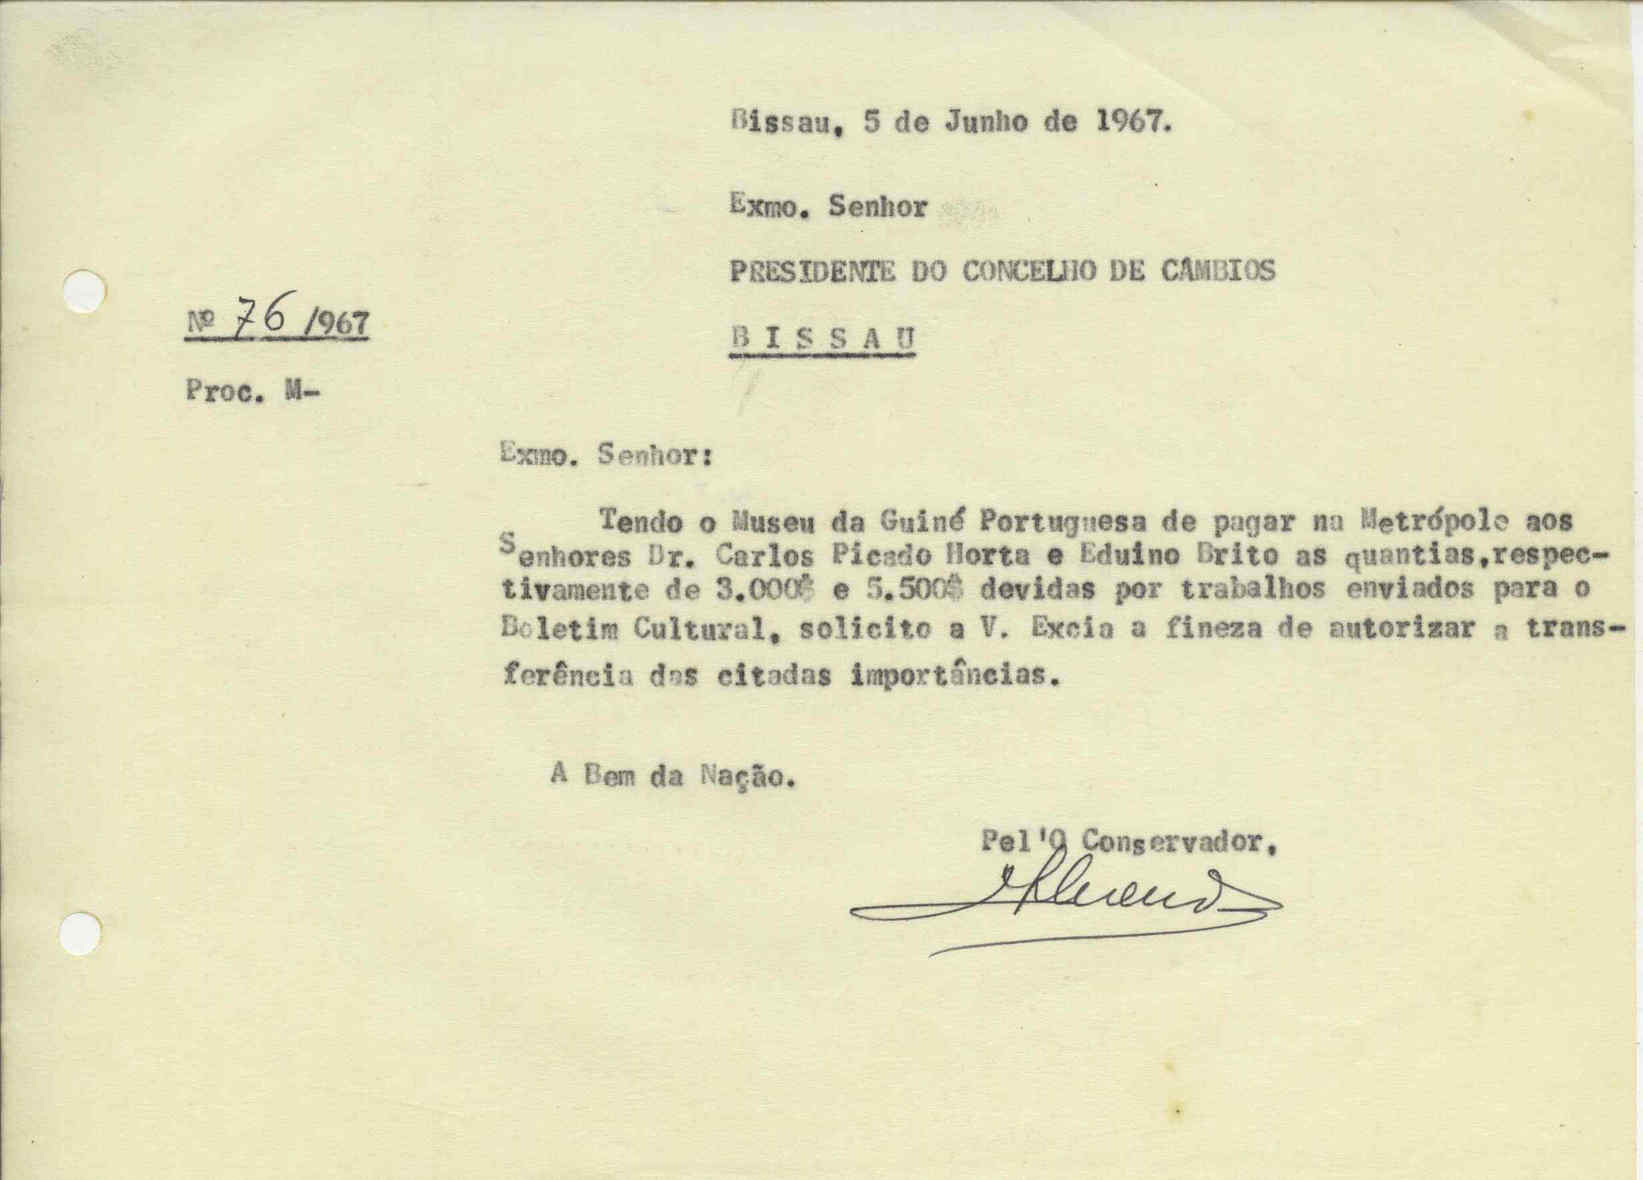 Bissau, 5 de Junho de 1967.
Exmo. Senhor
PRESIDENTE DO CONCELHO DE CAMBIOS
Nº 76 /967
B I S S A U
Proc. M-
Exmo. Senhor:
Tendo o Museu da Guiné Portuguesa de pagar na Metrópole aos
Senhores Dr. Carlos Picado Horta e Eduino Brito as quantias,respec-
tivamente de 3.000$ e 5.500$ devidas por trabalhos enviados para o
Boletim Cultural, solicito a V. Excia a fineza de autorizar a trans-
ferência das citadas importâncias.
A Bem da Nação.
Pel'O Conservador,